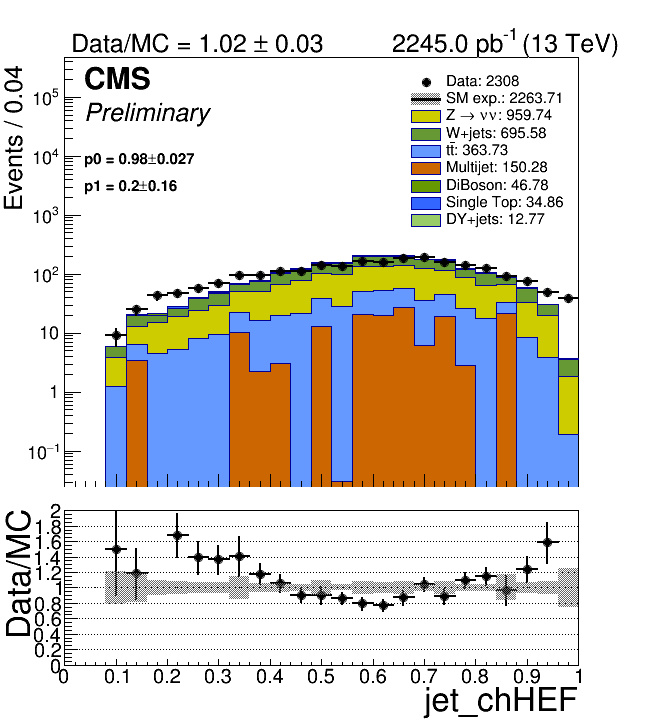 Data/MC = 1.02 ± 0.03 2245.0 pb⁻¹ (13 TeV)
CMS
Preliminary
p0 = 0.98±0.027
p1 = 0.2±0.16
Data: 2308
SM exp.: 2263.71
Z → νν: 959.74
W+jets: 695.58
tt̄: 363.73
Multijet: 150.28
DiBoson: 46.78
Single Top: 34.86
DY+jets: 12.77
Events / 0.04
10⁵
10⁴
10³
10²
10
1
10⁻¹
Data/MC
2
1.8
1.6
1.4
1.2
1.0
0.8
0.6
0.4
0.2
0
0 0.1 0.2 0.3 0.4 0.5 0.6 0.7 0.8 0.9 1
jet_chHEF